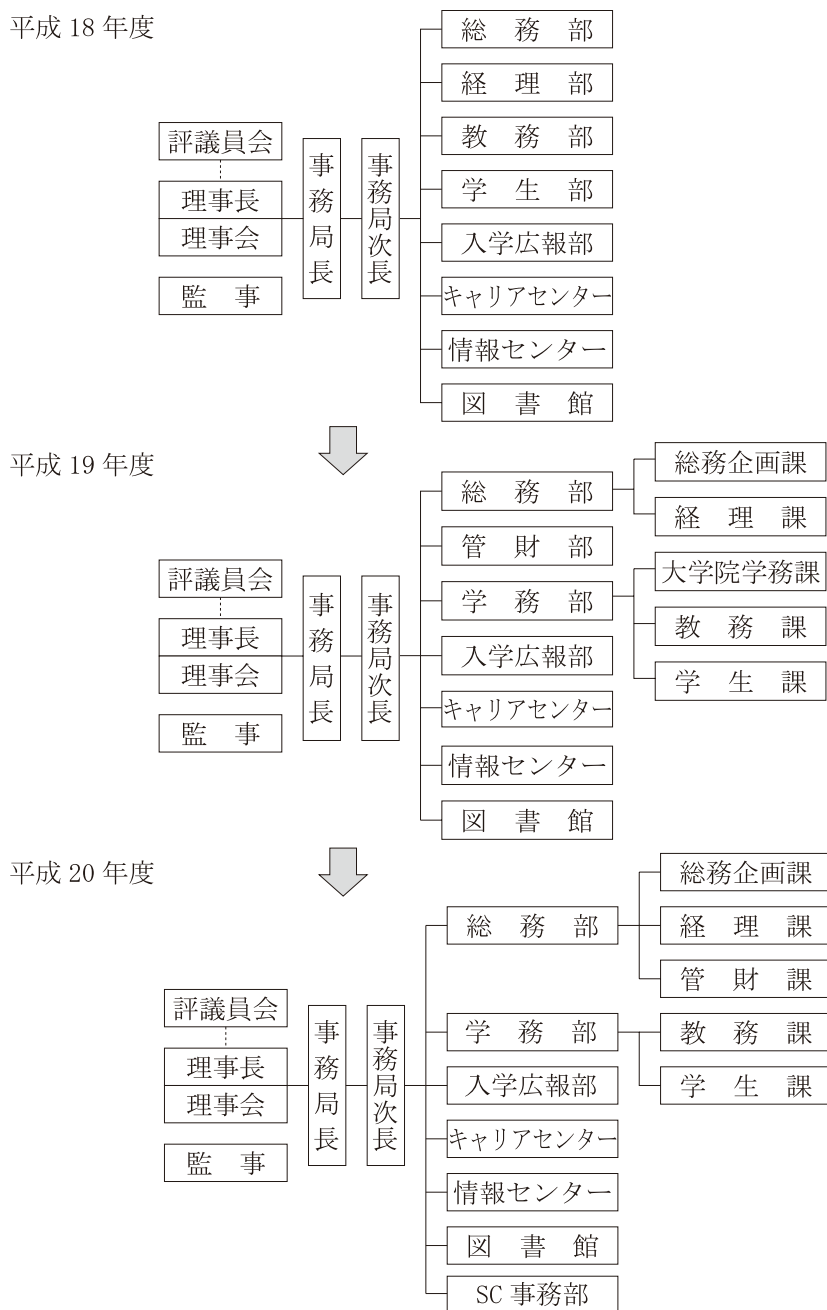 平成 18 年度
評議員会
理事長
理事会
監事
事務局長
事務局次長
総務部
経理部
教務部
学生部
入学広報部
キャリアセンター
情報センター
図書館
平成 19 年度
評議員会
理事長
理事会
監事
事務局長
事務局次長
総務部
総務企画課
経理課
管財部
学務部
大学院学務課
教務課
学生課
入学広報部
キャリアセンター
情報センター
図書館
平成 20 年度
評議員会
理事長
理事会
監事
事務局長
事務局次長
総務部
総務企画課
経理課
管財課
学務部
教務課
学生課
入学広報部
キャリアセンター
情報センター
図書館
SC 事務部